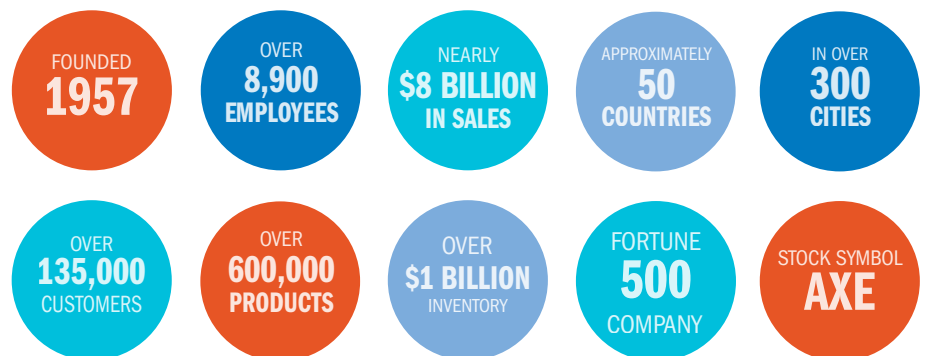 FOUNDED
1957
OVER
8,900
EMPLOYEES
NEARLY
$8 BILLION
IN SALES
APPROXIMATELY
50
COUNTRIES
IN OVER
300
CITIES
OVER
135,000
CUSTOMERS
OVER
600,000
PRODUCTS
OVER
$1 BILLION
INVENTORY
FORTUNE
500
COMPANY
STOCK SYMBOL
AXE